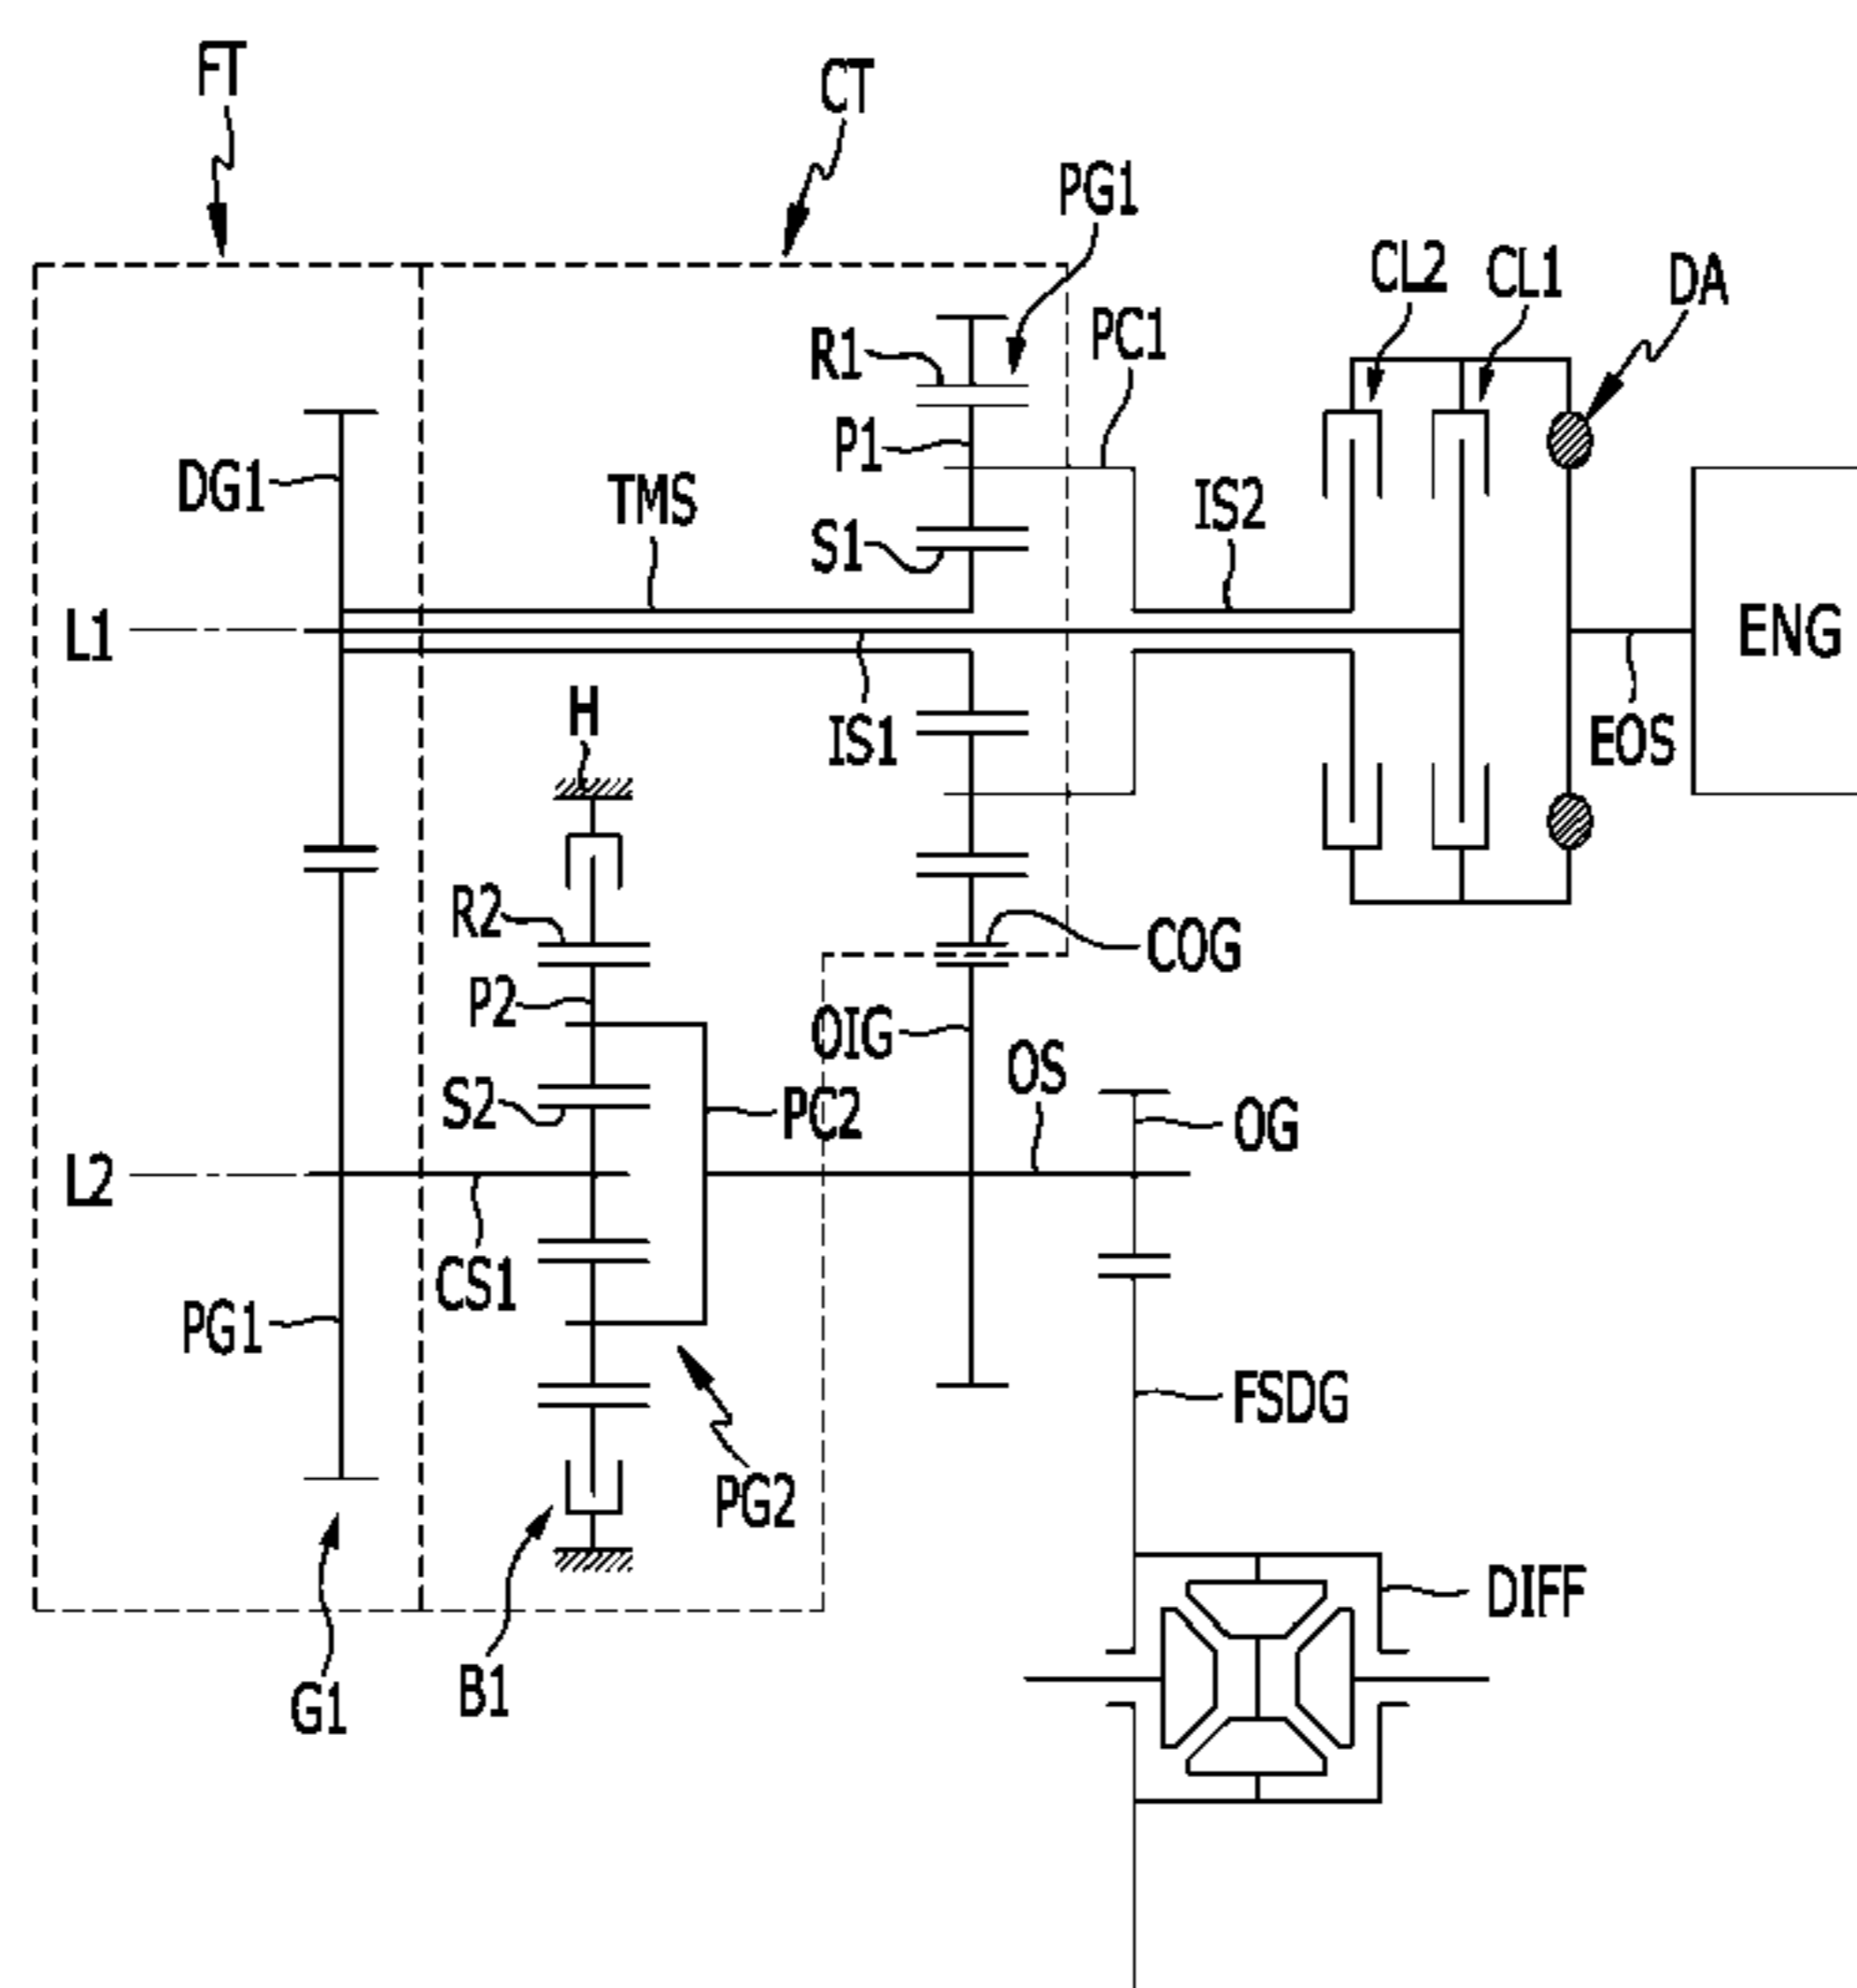 FT
CT
PG1
CL2
CL1
DA
R1
PC1
P1
DG1
TMS
IS2
S1
L1
ENG
H
IS1
EOS
R2
COG
P2
OIG
OS
S2
PC2
OG
L2
CS1
PG1
FSDG
PG2
DIFF
B1
G1